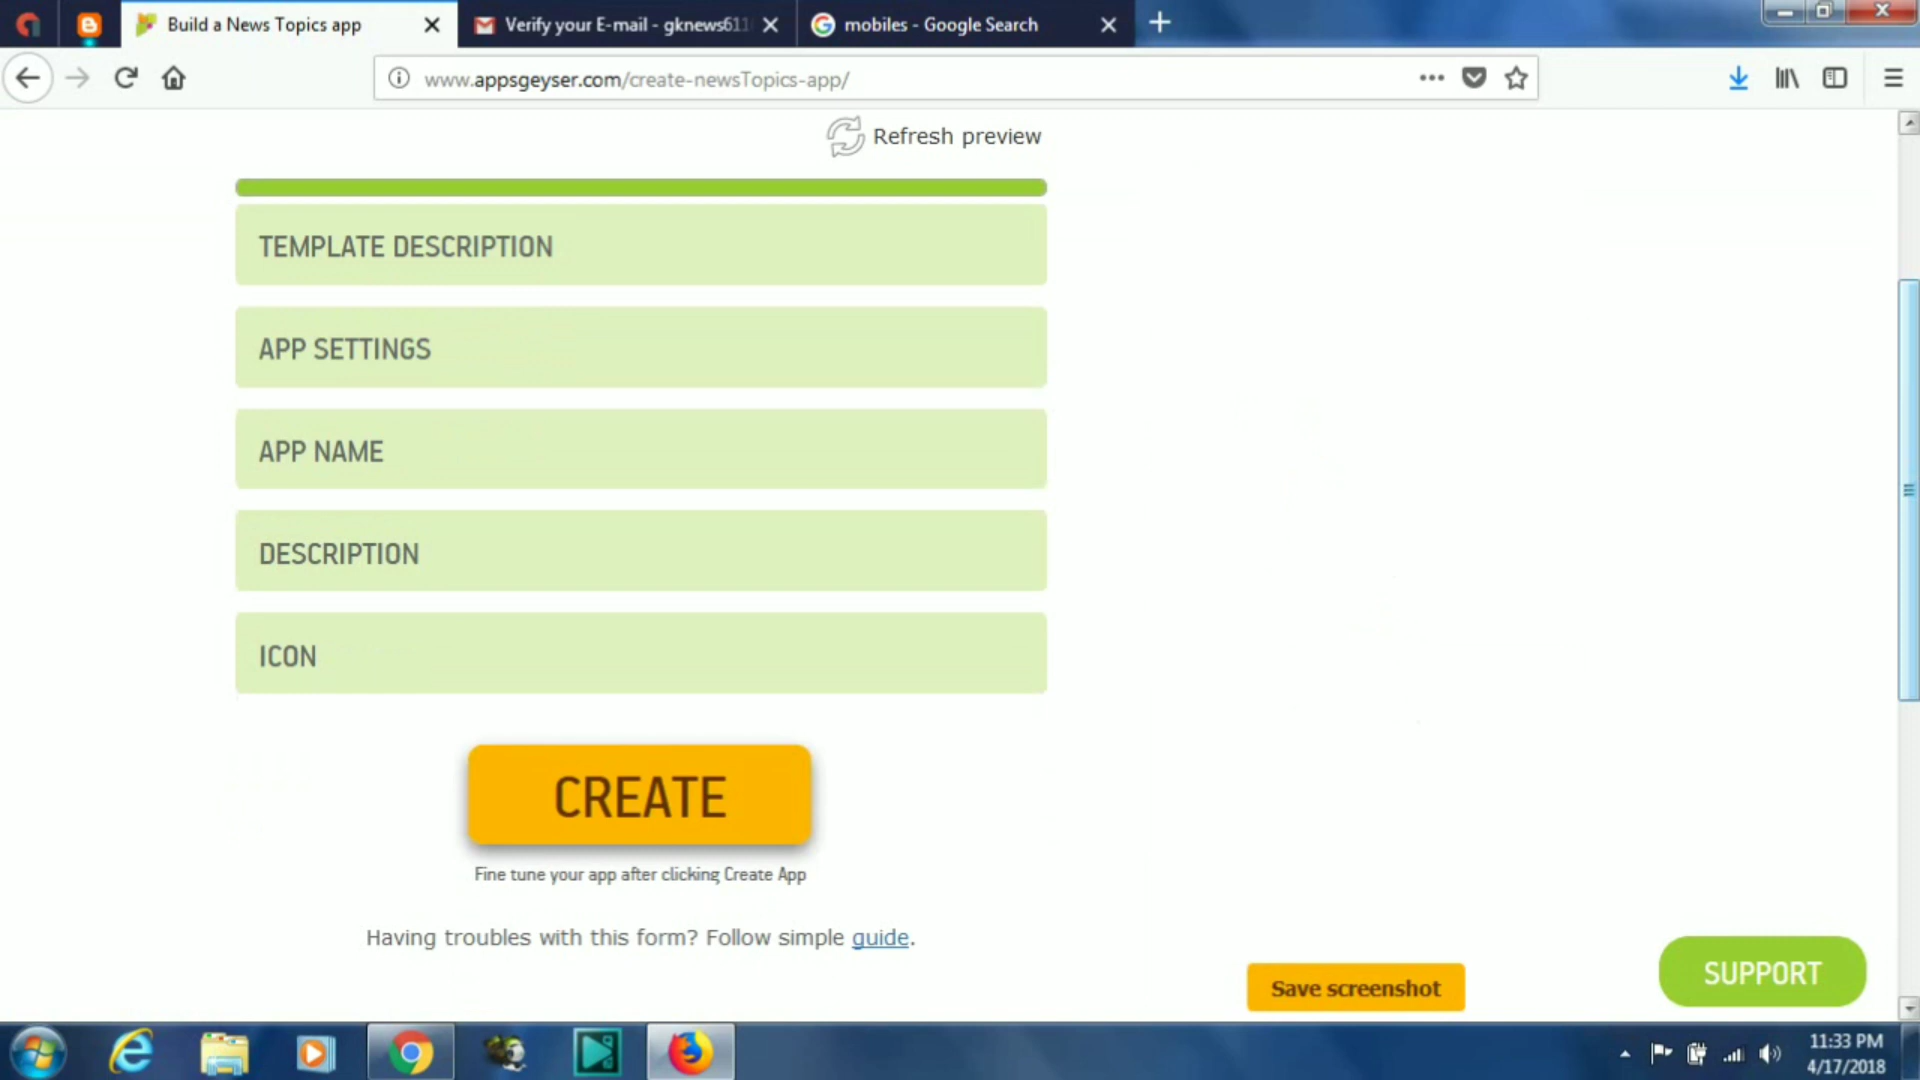 Build a News Topics app
Verify your E-mail - gknews611
mobiles - Google Search
www.appsgeyser.com/create-newsTopics-app/
Refresh preview
TEMPLATE DESCRIPTION
APP SETTINGS
APP NAME
DESCRIPTION
ICON
CREATE
Fine tune your app after clicking Create App
Having troubles with this form? Follow simple guide.
Save screenshot
SUPPORT
11:33 PM
4/17/2018